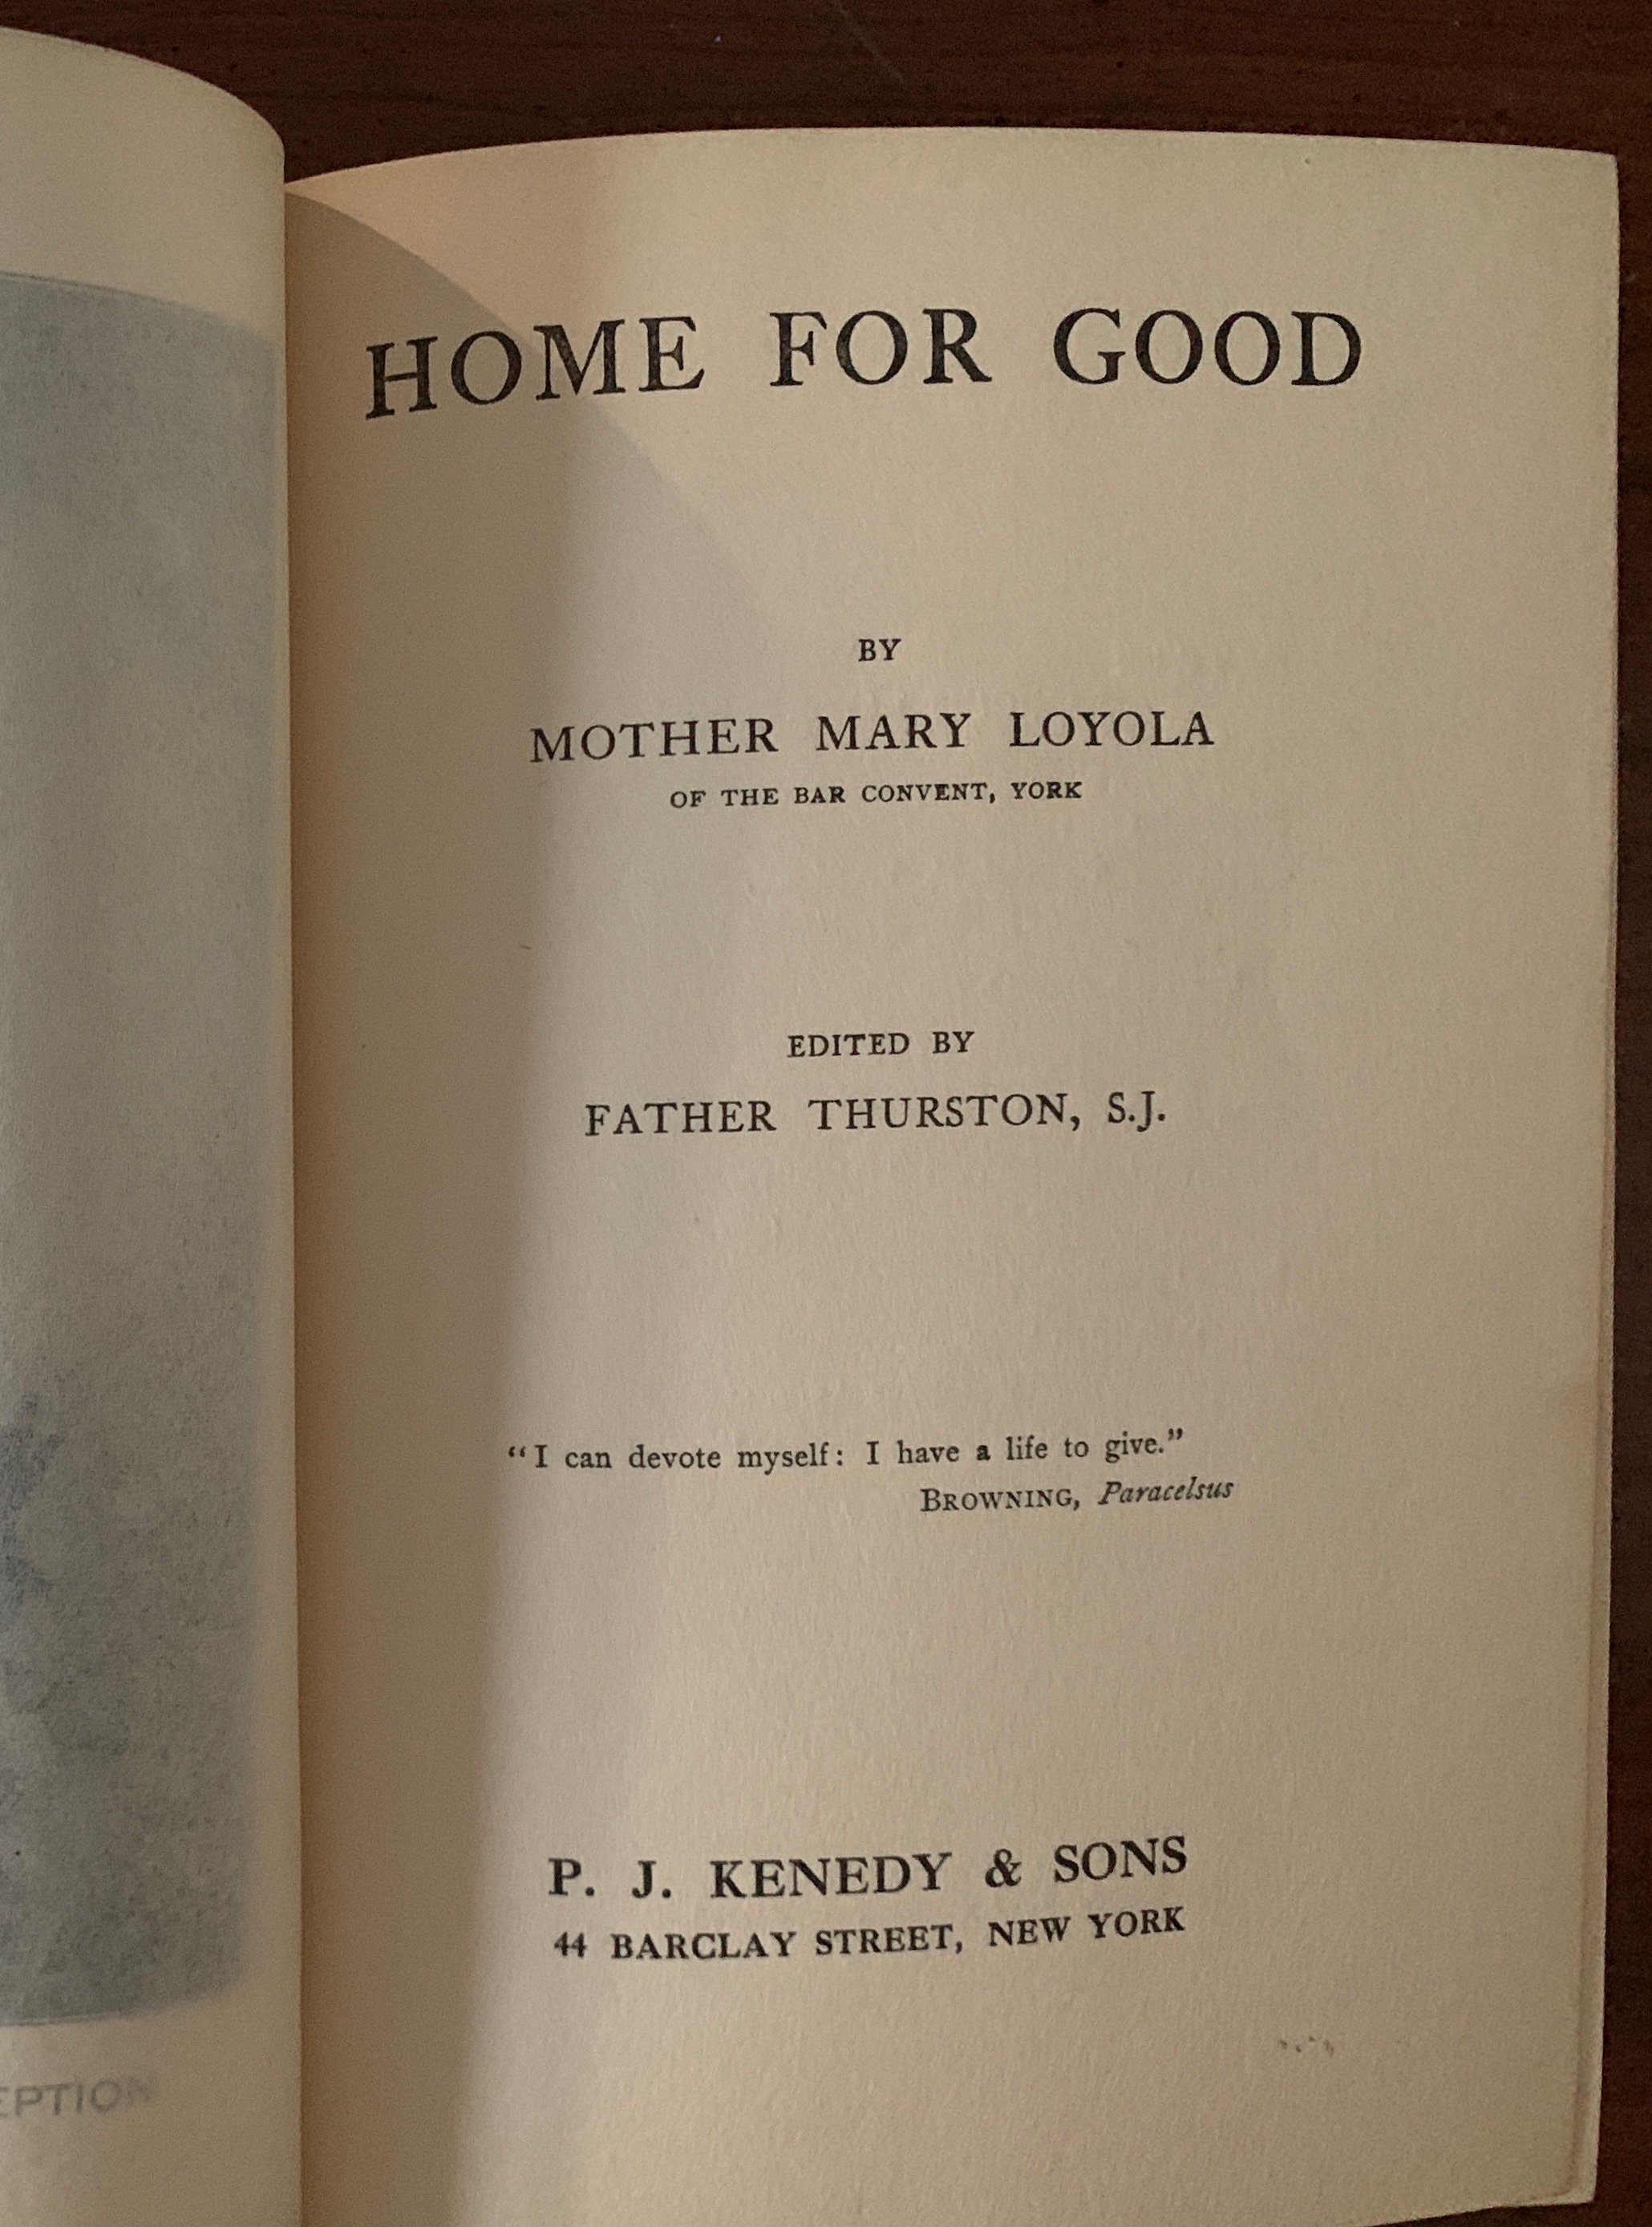 HOME FOR GOOD
BY
MOTHER MARY LOYOLA
OF THE BAR CONVENT, YORK
EDITED BY
FATHER THURSTON, S.J.
“I can devote myself: I have a life to give.”
BROWNING, Paracelsus
P. J. KENEDY & SONS
44 BARCLAY STREET, NEW YORK
EPTION